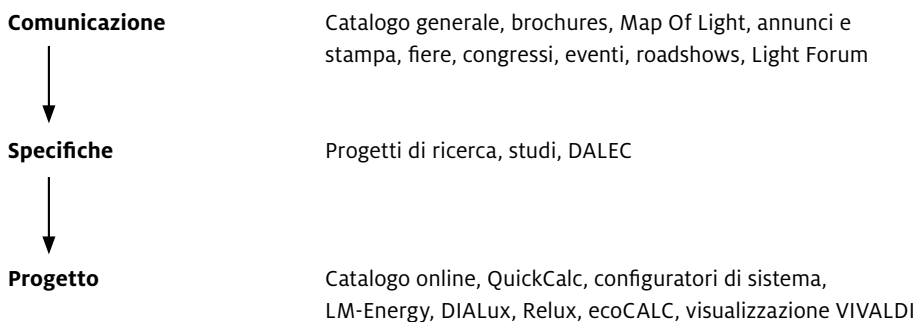 Comunicazione Catalogo generale, brochures, Map Of Light, annunci e
stampa, fiere, congressi, eventi, roadshows, Light Forum
Specifiche Progetti di ricerca, studi, DALEC
Progetto Catalogo online, QuickCalc, configuratori di sistema,
LM-Energy, DIALux, Relux, ecoCALC, visualizzazione VIVALDI